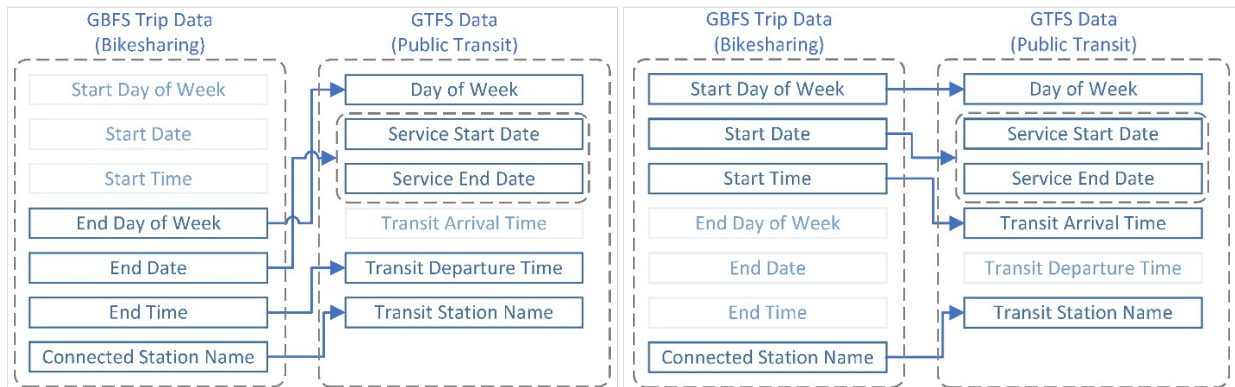 GBFS Trip Data
(Bikesharing)
Start Day of Week
Start Date
Start Time
End Day of Week
End Date
End Time
Connected Station Name
GTFS Data
(Public Transit)
Day of Week
Service Start Date
Service End Date
Transit Arrival Time
Transit Departure Time
Transit Station Name
GBFS Trip Data
(Bikesharing)
Start Day of Week
Start Date
Start Time
End Day of Week
End Date
End Time
Connected Station Name
GTFS Data
(Public Transit)
Day of Week
Service Start Date
Service End Date
Transit Arrival Time
Transit Departure Time
Transit Station Name